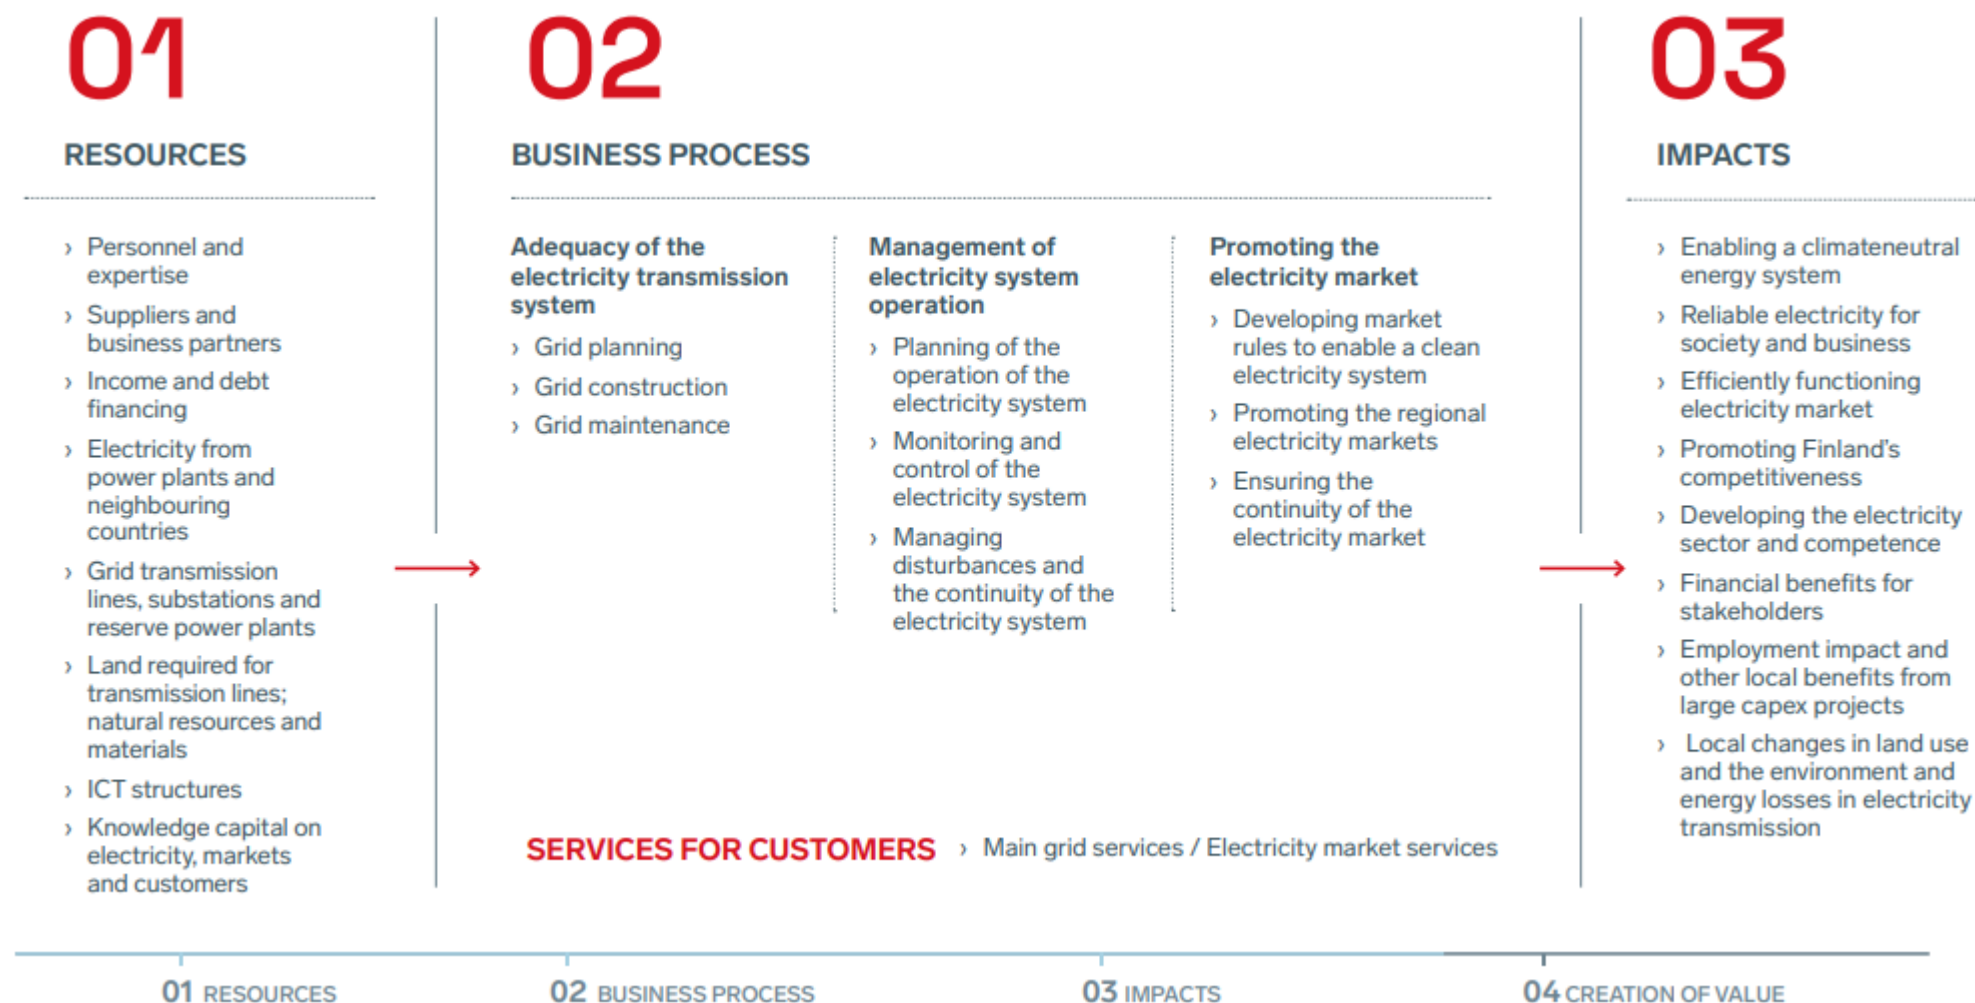 01
RESOURCES
› Personnel and
expertise
› Suppliers and
business partners
› Income and debt
financing
› Electricity from
power plants and
neighbouring
countries
› Grid transmission
lines, substations and
reserve power plants
› Land required for
transmission lines;
natural resources and
materials
› ICT structures
› Knowledge capital on
electricity, markets
and customers
02
BUSINESS PROCESS
Adequacy of the
electricity transmission
system
› Grid planning
› Grid construction
› Grid maintenance
Management of
electricity system
operation
› Planning of the
operation of the
electricity system
› Monitoring and
control of the
electricity system
› Managing
disturbances and
the continuity of the
electricity system
Promoting the
electricity market
› Developing market
rules to enable a clean
electricity system
› Promoting the regional
electricity markets
› Ensuring the
continuity of the
electricity market
SERVICES FOR CUSTOMERS › Main grid services / Electricity market services
03
IMPACTS
› Enabling a climateneutral
energy system
› Reliable electricity for
society and business
› Efficiently functioning
electricity market
› Promoting Finland's
competitiveness
› Developing the electricity
sector and competence
› Financial benefits for
stakeholders
› Employment impact and
other local benefits from
large capex projects
› Local changes in land use
and the environment and
energy losses in electricity
transmission
01 RESOURCES
02 BUSINESS PROCESS
03 IMPACTS
04 CREATION OF VALUE